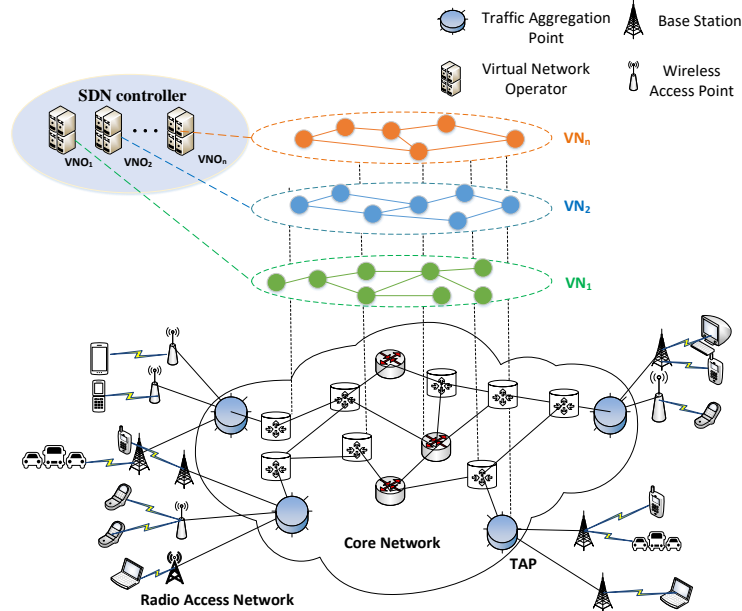 Traffic Aggregation
Point
Base Station
Virtual Network
Operator
Wireless
Access Point
SDN controller
VNO1
VNO2
VNOn
VNn
VN2
VN1
Core Network
TAP
Radio Access Network